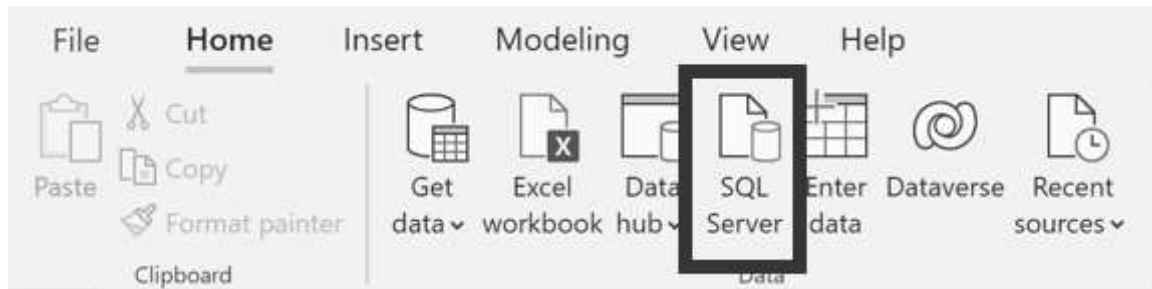 File Home Insert Modeling View Help
Paste
Cut
Copy
Format painter
Clipboard
Get
data
Excel
workbook
Data
hub
SQL
Server
Enter
data
Dataverse
Recent
sources
Data